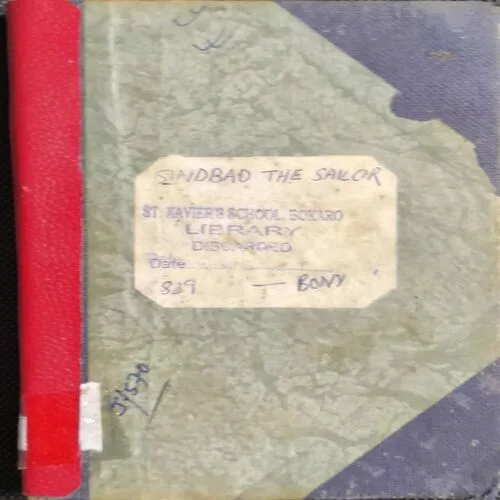 SINDBAD THE SAILOR
ST. XAVIER'S SCHOOL, BOKARO
LIBRARY
DISCARDED
Date
829 — BONY